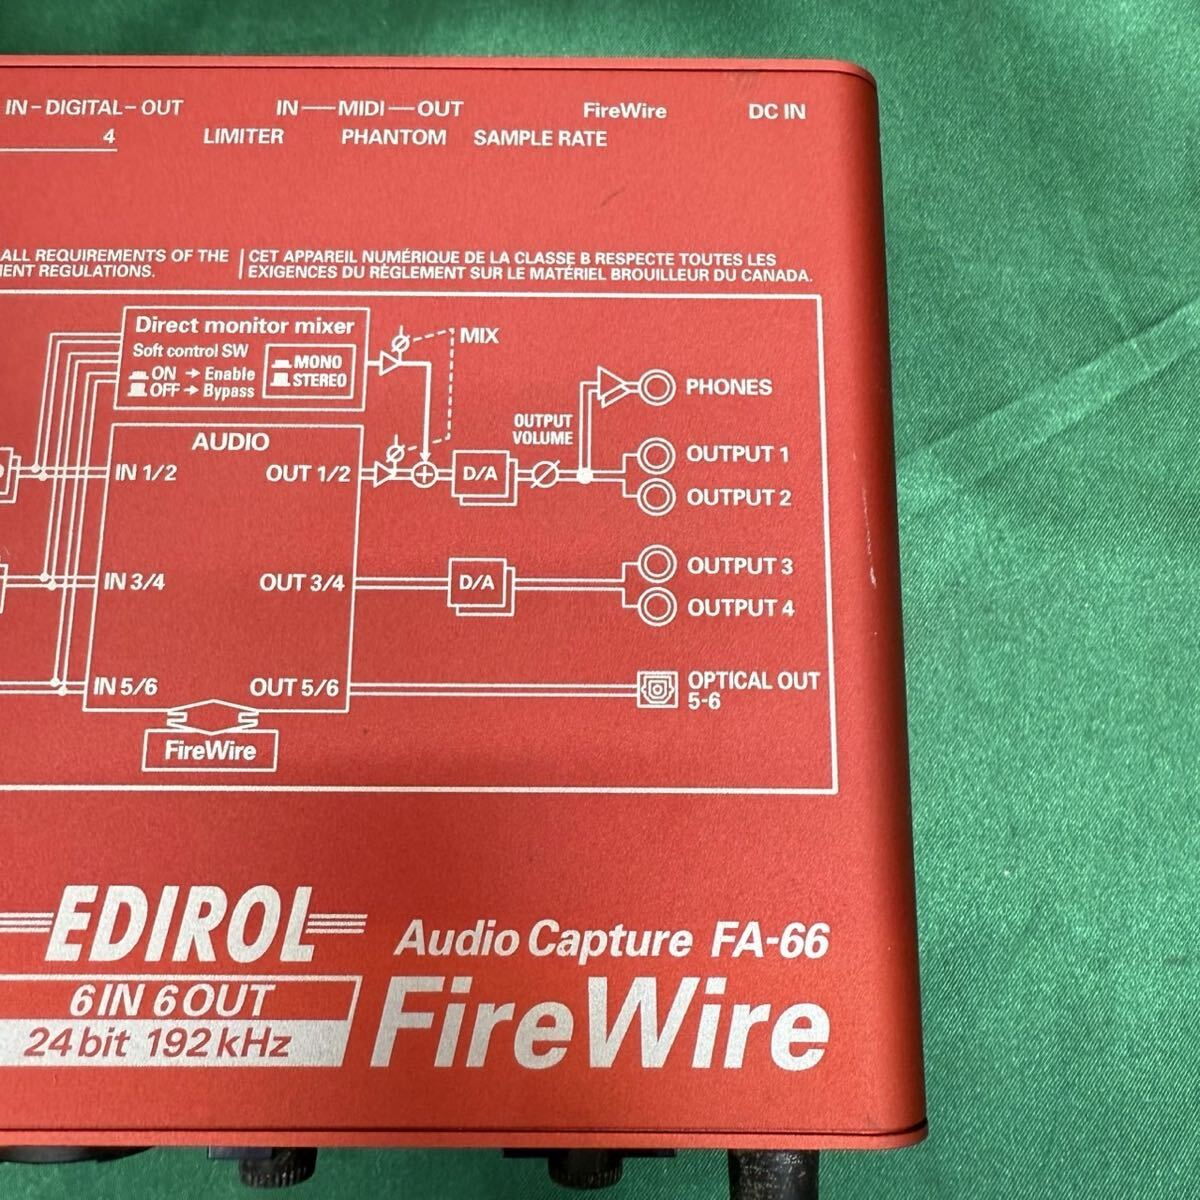 IN – DIGITAL – OUT
IN — MIDI — OUT
FireWire
DC IN
4
LIMITER
PHANTOM
SAMPLE RATE
ALL REQUIREMENTS OF THE
REGULATIONS.
CET APPAREIL NUMÉRIQUE DE LA CLASSE B RESPECTE TOUTES LES
EXIGENCES DU RÈGLEMENT SUR LE MATÉRIEL BROUILLEUR DU CANADA.
Direct monitor mixer
Soft control SW
ON → Enable
OFF → Bypass
MONO
STEREO
MIX
PHONES
OUTPUT
VOLUME
AUDIO
IN 1/2
OUT 1/2
D/A
OUTPUT 1
OUTPUT 2
IN 3/4
OUT 3/4
D/A
OUTPUT 3
OUTPUT 4
IN 5/6
OUT 5/6
OPTICAL OUT
5-6
FireWire
EDIROL
Audio Capture FA-66
6 IN 6 OUT
24 bit 192 kHz
FireWire